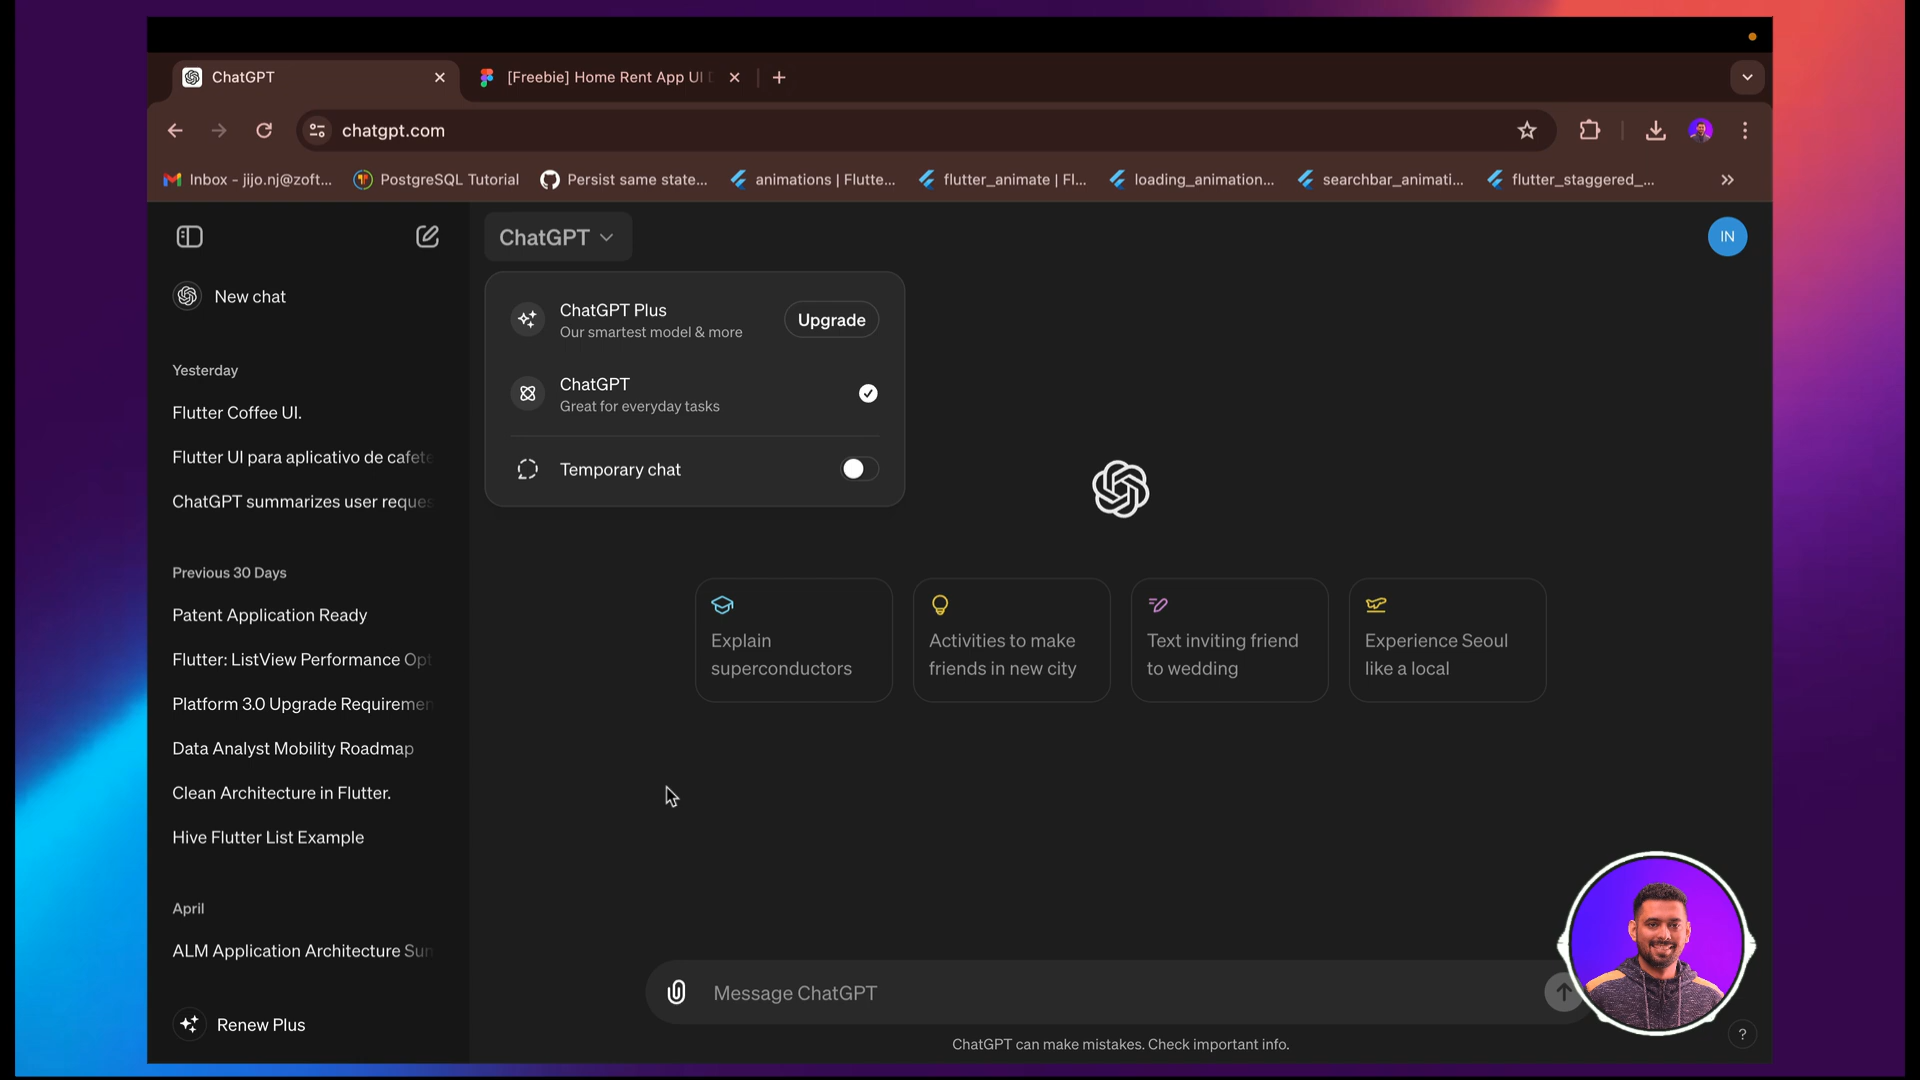 ChatGPT
[Freebie] Home Rent App UI
chatgpt.com
Inbox - jijo.nj@zoft...
PostgreSQL Tutorial
Persist same state...
animations | Flutte...
flutter_animate | Fl...
loading_animation...
searchbar_animati...
flutter_staggered_...
ChatGPT
IN
New chat
ChatGPT Plus
Our smartest model & more
Upgrade
ChatGPT
Great for everyday tasks
Temporary chat
Yesterday
Flutter Coffee UI.
Flutter UI para aplicativo de cafete
ChatGPT summarizes user reques
Previous 30 Days
Patent Application Ready
Flutter: ListView Performance Opt
Platform 3.0 Upgrade Requiremen
Data Analyst Mobility Roadmap
Clean Architecture in Flutter.
Hive Flutter List Example
April
ALM Application Architecture Sum
Renew Plus
Explain
superconductors
Activities to make
friends in new city
Text inviting friend
to wedding
Experience Seoul
like a local
Message ChatGPT
ChatGPT can make mistakes. Check important info.
?